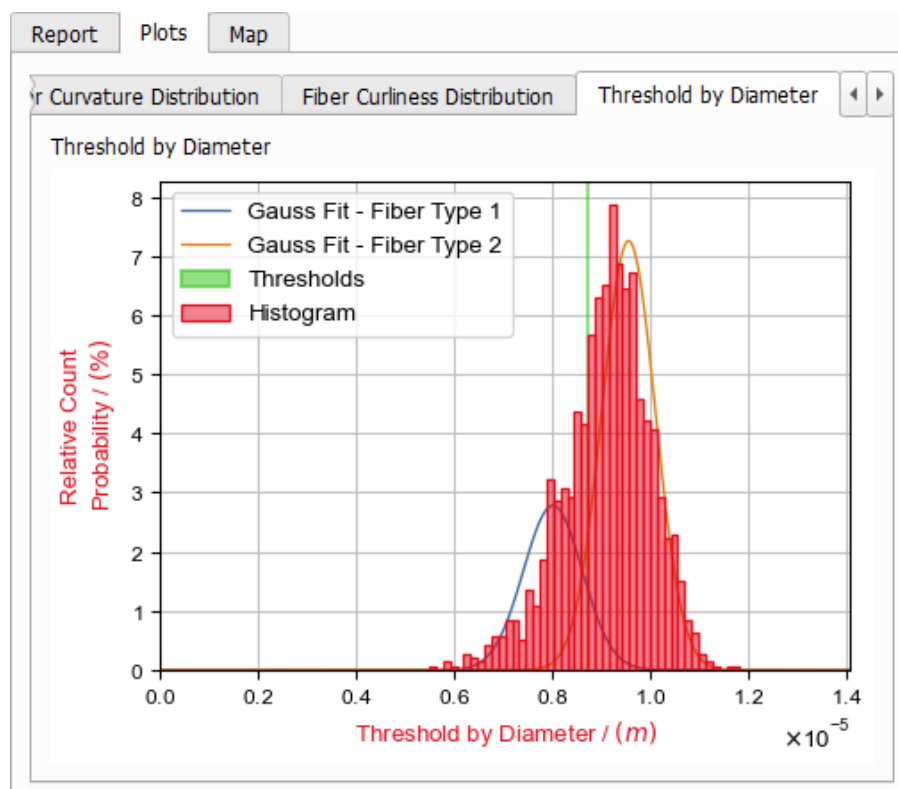 Report Plots Map
r Curvature Distribution Fiber Curliness Distribution Threshold by Diameter
Threshold by Diameter
Gauss Fit - Fiber Type 1
Gauss Fit - Fiber Type 2
Thresholds
Histogram
8
7
6
5
4
3
2
1
0
Relative Count
Probability / (%)
0.0 0.2 0.4 0.6 0.8 1.0 1.2 1.4
Threshold by Diameter / (m)
×10⁻⁵